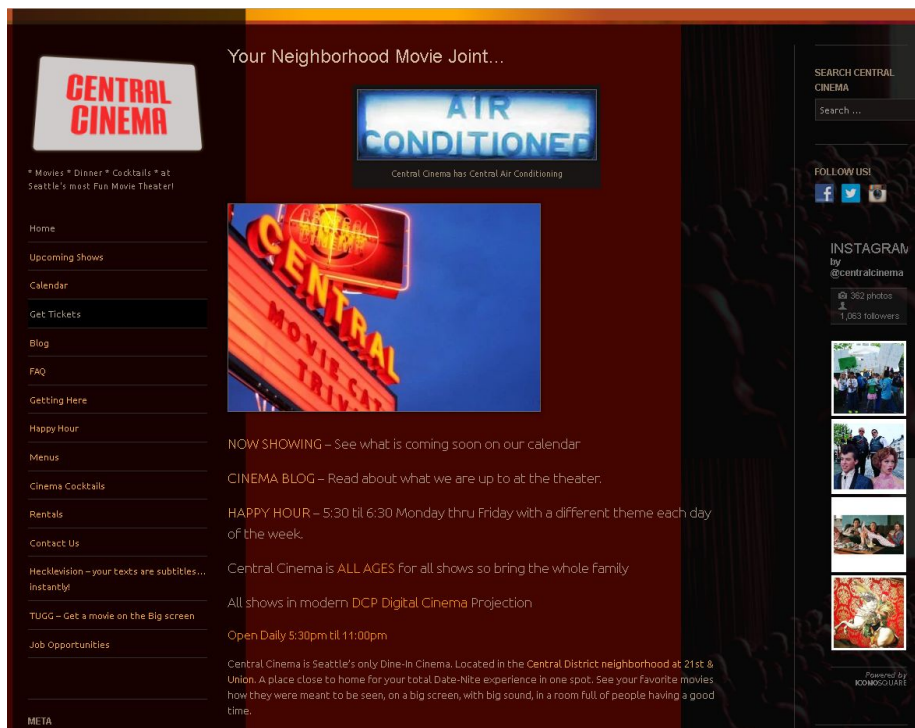 CENTRAL
CINEMA
* Movies * Dinner * Cocktails * at
Seattle's most Fun Movie Theater!
Home
Upcoming Shows
Calendar
Get Tickets
Blog
FAQ
Getting Here
Happy Hour
Menus
Cinema Cocktails
Rentals
Contact Us
Hecklevision – your texts are subtitles…
instantly!
TUGG – Get a movie on the Big screen
Job Opportunities
META
Your Neighborhood Movie Joint…
AIR
CONDITIONED
Central Cinema has Central Air Conditioning
CENTRAL
CINEMA
CENTRAL
MOVIE CAT
TRIV
NOW SHOWING – See what is coming soon on our calendar
CINEMA BLOG – Read about what we are up to at the theater.
HAPPY HOUR – 5:30 til 6:30 Monday thru Friday with a different theme each day
of the week.
Central Cinema is ALL AGES for all shows so bring the whole family
All shows in modern DCP Digital Cinema Projection
Open Daily 5:30pm til 11:00pm
Central Cinema is Seattle's only Dine-In Cinema. Located in the Central District neighborhood at 21st &
Union. A place close to home for your total Date-Nite experience in one spot. See your favorite movies
how they were meant to be seen, on a big screen, with big sound, in a room full of people having a good
time.
SEARCH CENTRAL
CINEMA
Search …
FOLLOW US!
INSTAGRAM
by
@centralcinema
362 photos
1,063 followers
Powered by
ICONOSQUARE